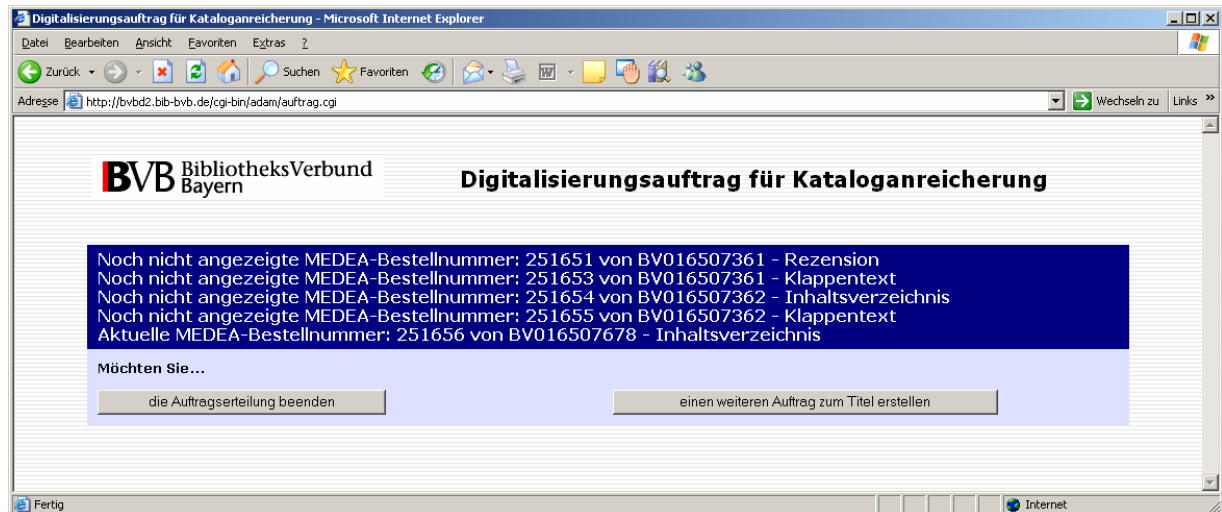 Digitalisierungsauftrag für Kataloganreicherung - Microsoft Internet Explorer
Datei Bearbeiten Ansicht Favoriten Extras ?
Zurück Suchen Favoriten
Adresse http://bvbd2.bib-bvb.de/cgi-bin/adam/auftrag.cgi Wechseln zu Links »
BVB BibliotheksVerbund
Bayern
Digitalisierungsauftrag für Kataloganreicherung
Noch nicht angezeigte MEDEA-Bestellnummer: 251651 von BV016507361 - Rezension
Noch nicht angezeigte MEDEA-Bestellnummer: 251653 von BV016507361 - Klappentext
Noch nicht angezeigte MEDEA-Bestellnummer: 251654 von BV016507362 - Inhaltsverzeichnis
Noch nicht angezeigte MEDEA-Bestellnummer: 251655 von BV016507362 - Klappentext
Aktuelle MEDEA-Bestellnummer: 251656 von BV016507678 - Inhaltsverzeichnis
Möchten Sie...
die Auftragserteilung beenden einen weiteren Auftrag zum Titel erstellen
Fertig Internet